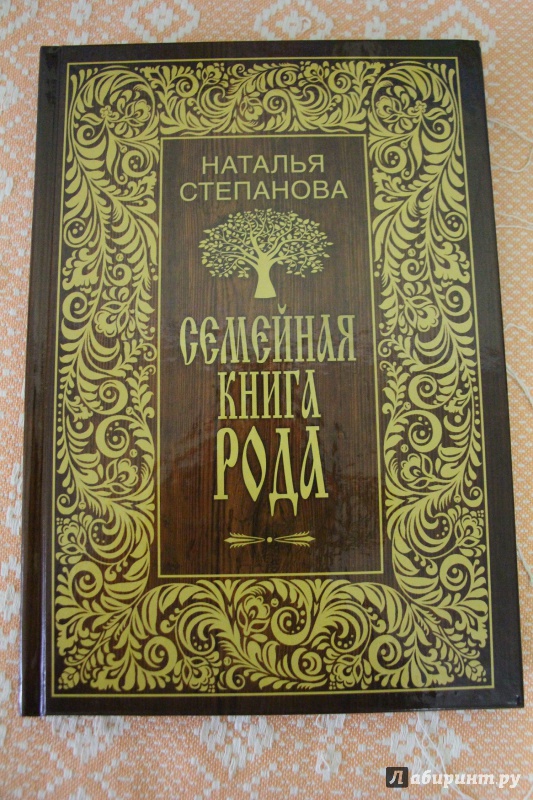 НАТАЛЬЯ
СТЕПАНОВА
СЕМЕЙНАЯ
КНИГА
РОДА
Лабиринт.ру